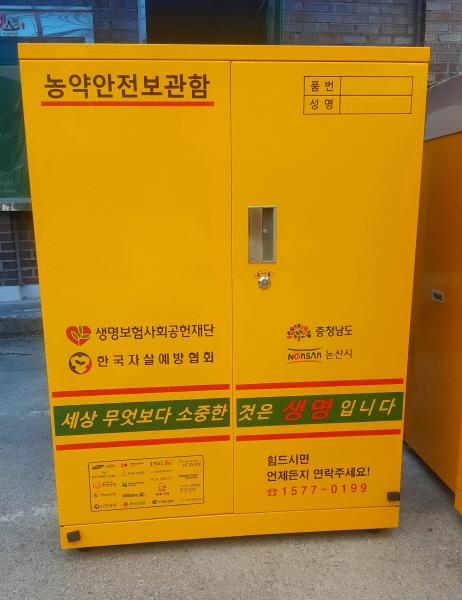 농약안전보관함
품 번
성 명
생명보험사회공헌재단
한국자살예방협회
충청남도
NONSAN 논산시
세상 무엇보다 소중한 것은 생명 입니다
ING
Allianz
힘드시면
언제든지 연락주세요!
☎1577-0199